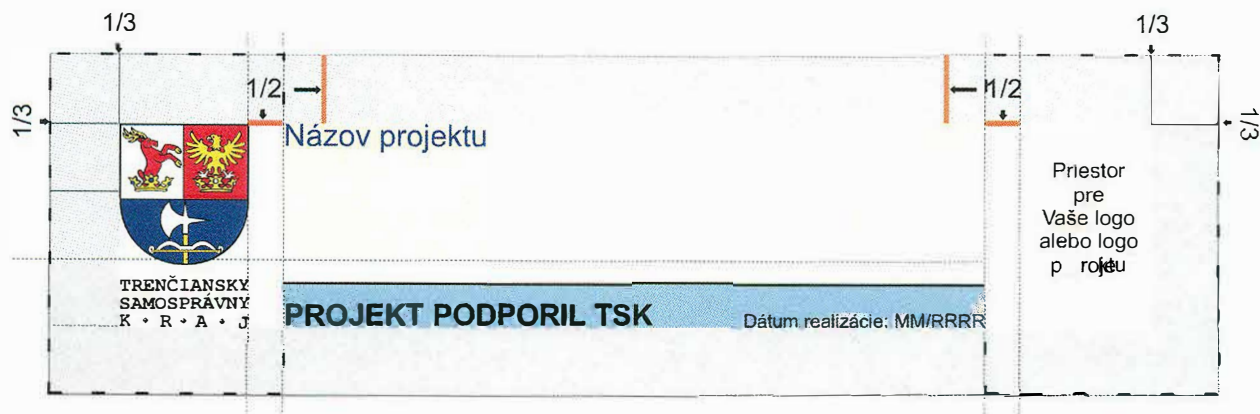 1/3
1/3
1/2
1/2
1/3
1/3
Názov projektu
Priestor
pre
Vaše logo
alebo logo
projektu
TRENČIANSKY
SAMOSPRÁVNY
K • R • A • J
PROJEKT PODPORIL TSK
Dátum realizácie: MM/RRRR